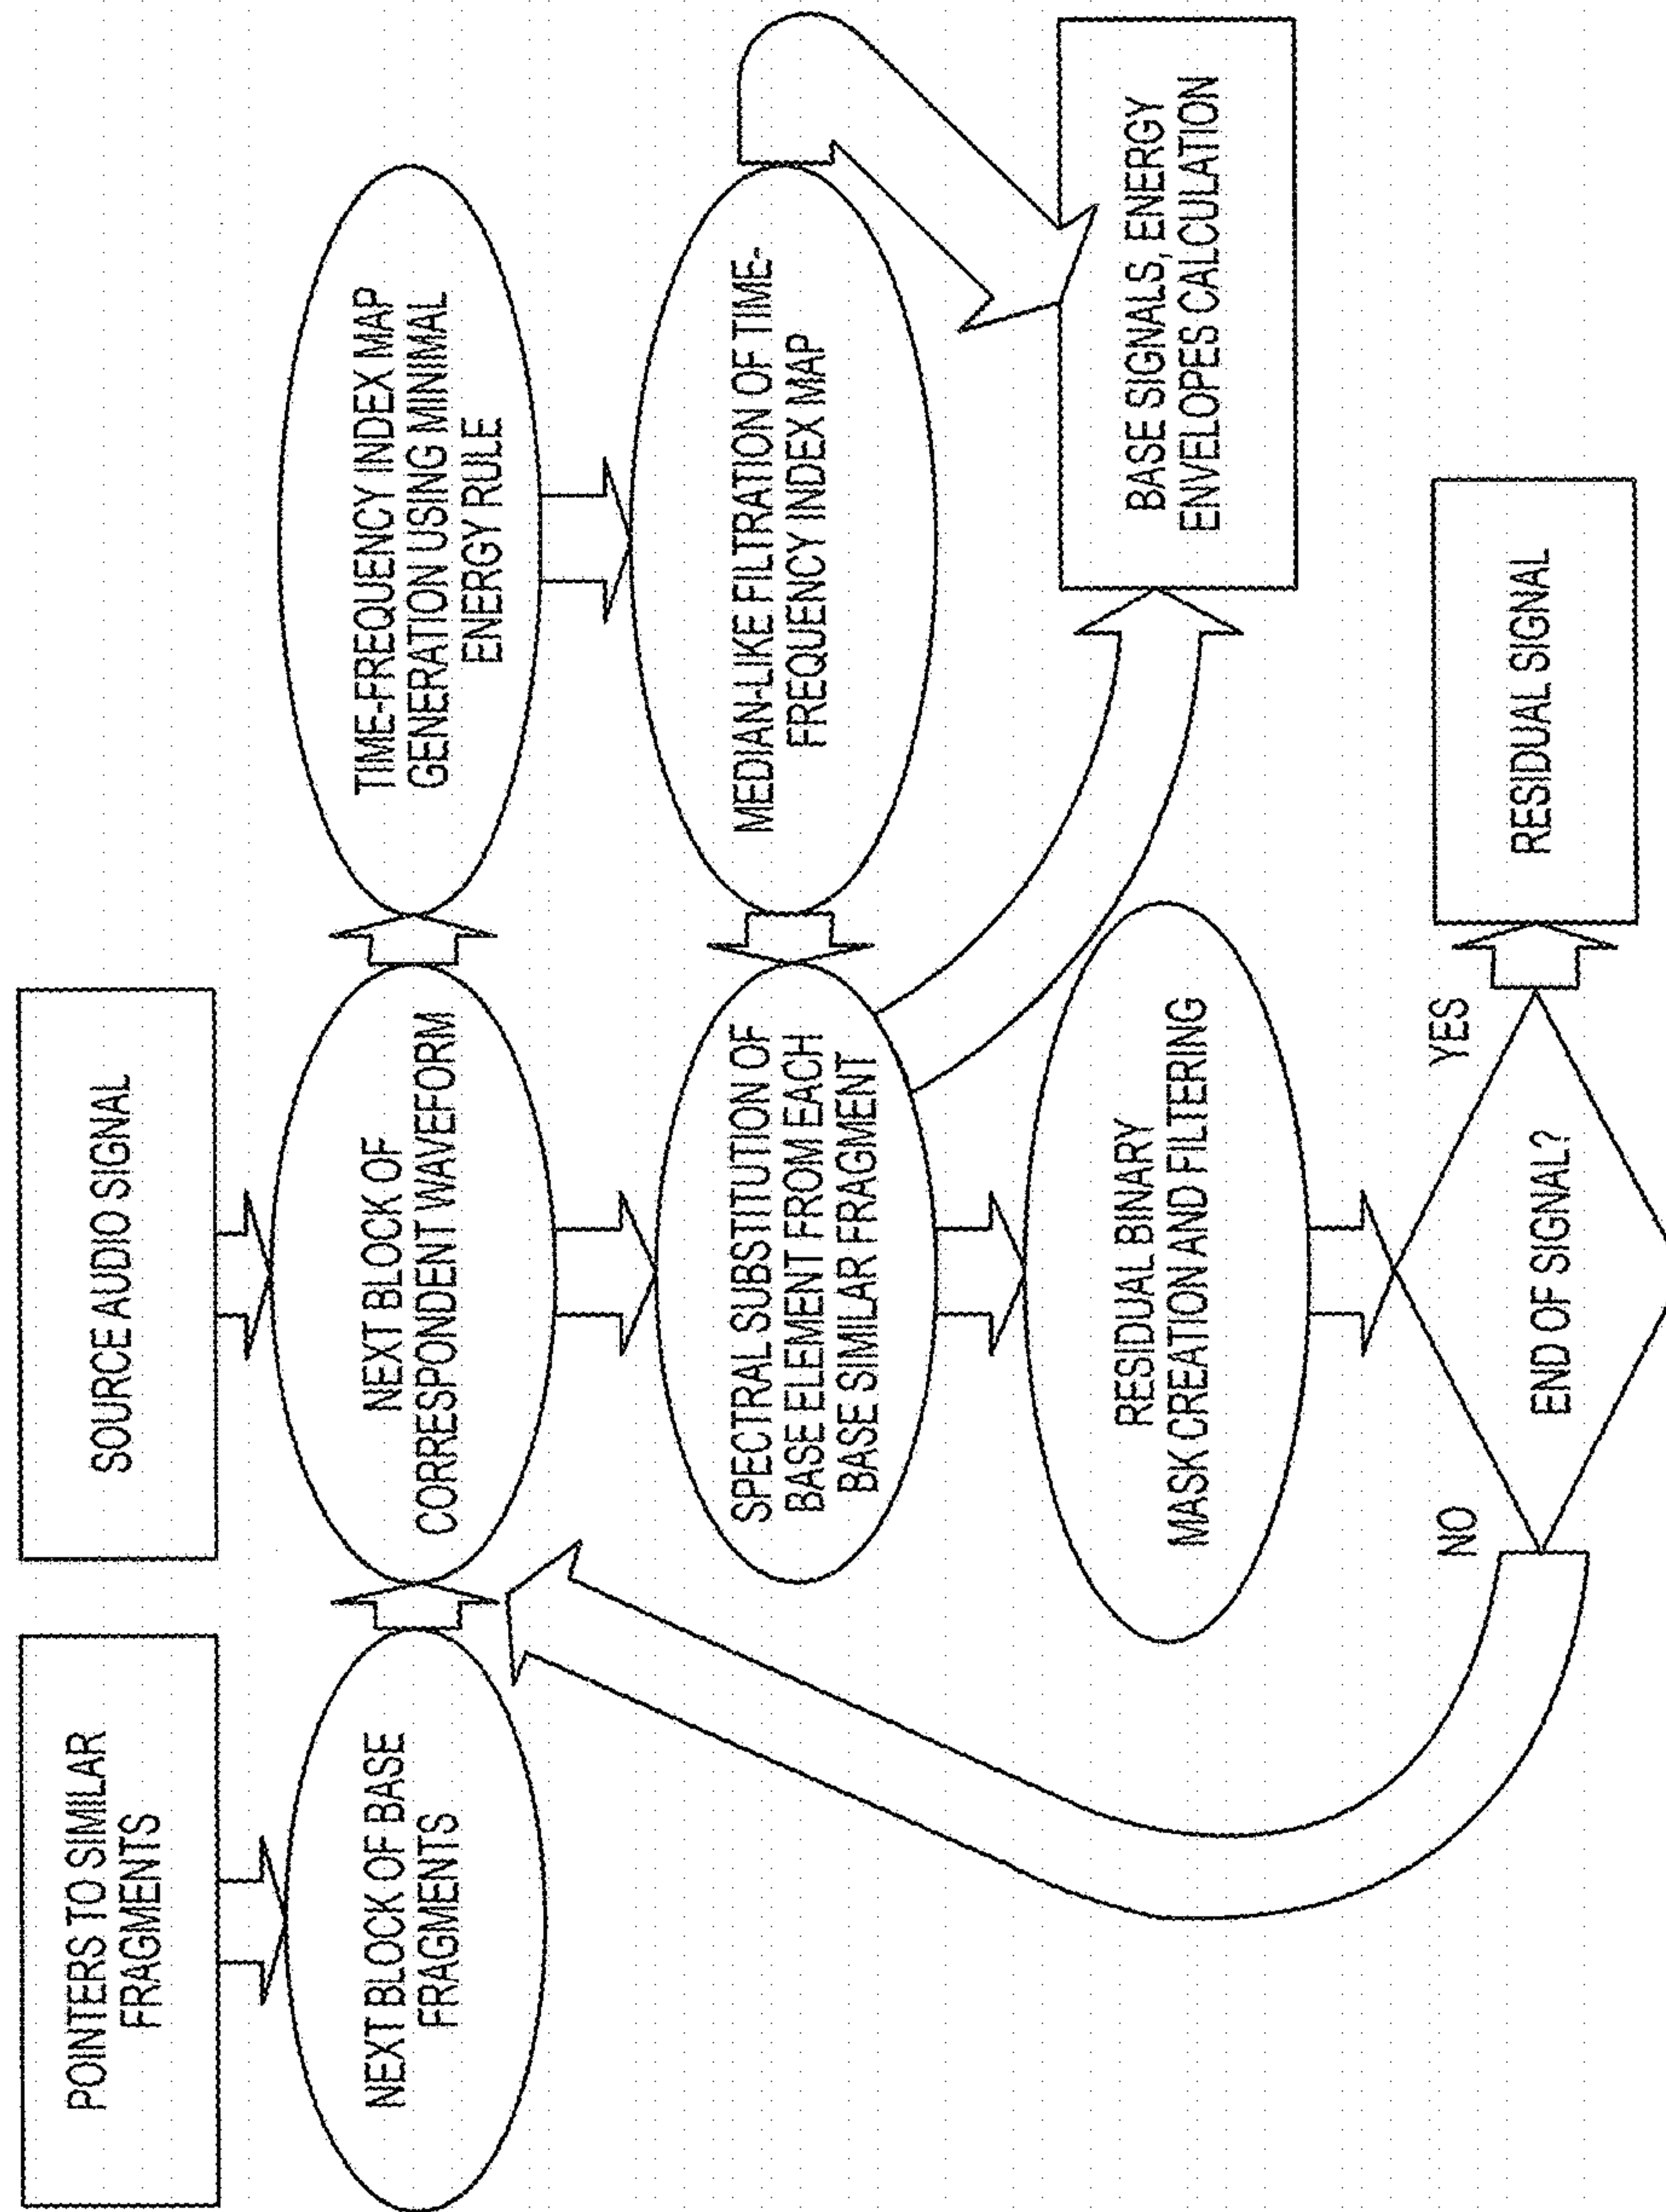 POINTERS TO SIMILAR
FRAGMENTS
SOURCE AUDIO SIGNAL
NEXT BLOCK OF BASE
FRAGMENTS
NEXT BLOCK OF
CORRESPONDENT WAVEFORM
TIME-FREQUENCY INDEX MAP
GENERATION USING MINIMAL
ENERGY RULE
SPECTRAL SUBSTITUTION OF
BASE ELEMENT FROM EACH
BASE SIMILAR FRAGMENT
MEDIAN-LIKE FILTRATION OF TIME-
FREQUENCY INDEX MAP
RESIDUAL BINARY
MASK CREATION AND FILTERING
BASE SIGNALS, ENERGY
ENVELOPES CALCULATION
NO
YES
END OF SIGNAL?
RESIDUAL SIGNAL